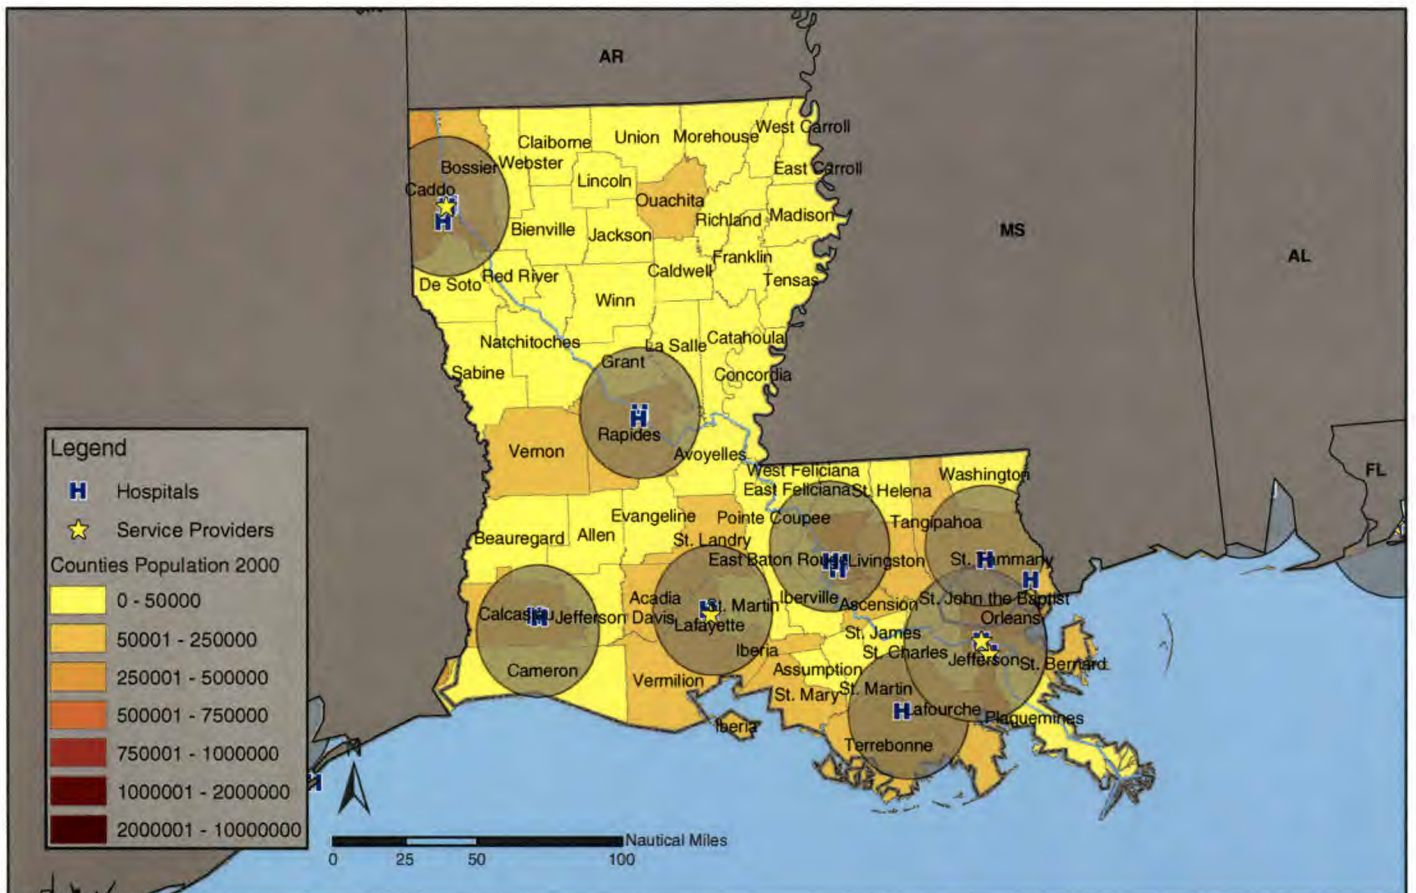 AR
West Carroll
Union
Morehouse
Claiborne
Webster
Bossier
East Carroll
Lincoln
Caddo
Ouachita
Richland
Madison
H
H
Bienville
Jackson
MS
AL
Franklin
Caldwell
Red River
Tensas
De Soto
Winn
Catahoula
Natchitoches
La Salle
Grant
Sabine
Concordia
H
Rapides
Legend
Vernon
Avoyelles
West Feliciana
Washington
FL
H Hospitals
East Feliciana
St. Helena
Evangeline
Pointe Coupee
Tangipahoa
Service Providers
Beauregard
Allen
St. Landry
East Baton Rouge
Livingston
H
H
H
St. Tammany
Counties Population 2000
H
0 - 50000
Acadia
St. Martin
Iberville
Ascension
St. John the Baptist
Calcasieu
H
Jefferson Davis
H
Lafayette
Orleans
50001 - 250000
St. James
Iberia
St. Charles
Jefferson
St. Bernard
Cameron
Assumption
250001 - 500000
Vermilion
St. Mary
St. Martin
H
Lafourche
500001 - 750000
Iberia
Plaquemines
Terrebonne
750001 - 1000000
N
H
1000001 - 2000000
2000001 - 10000000
Nautical Miles
0 25 50 100